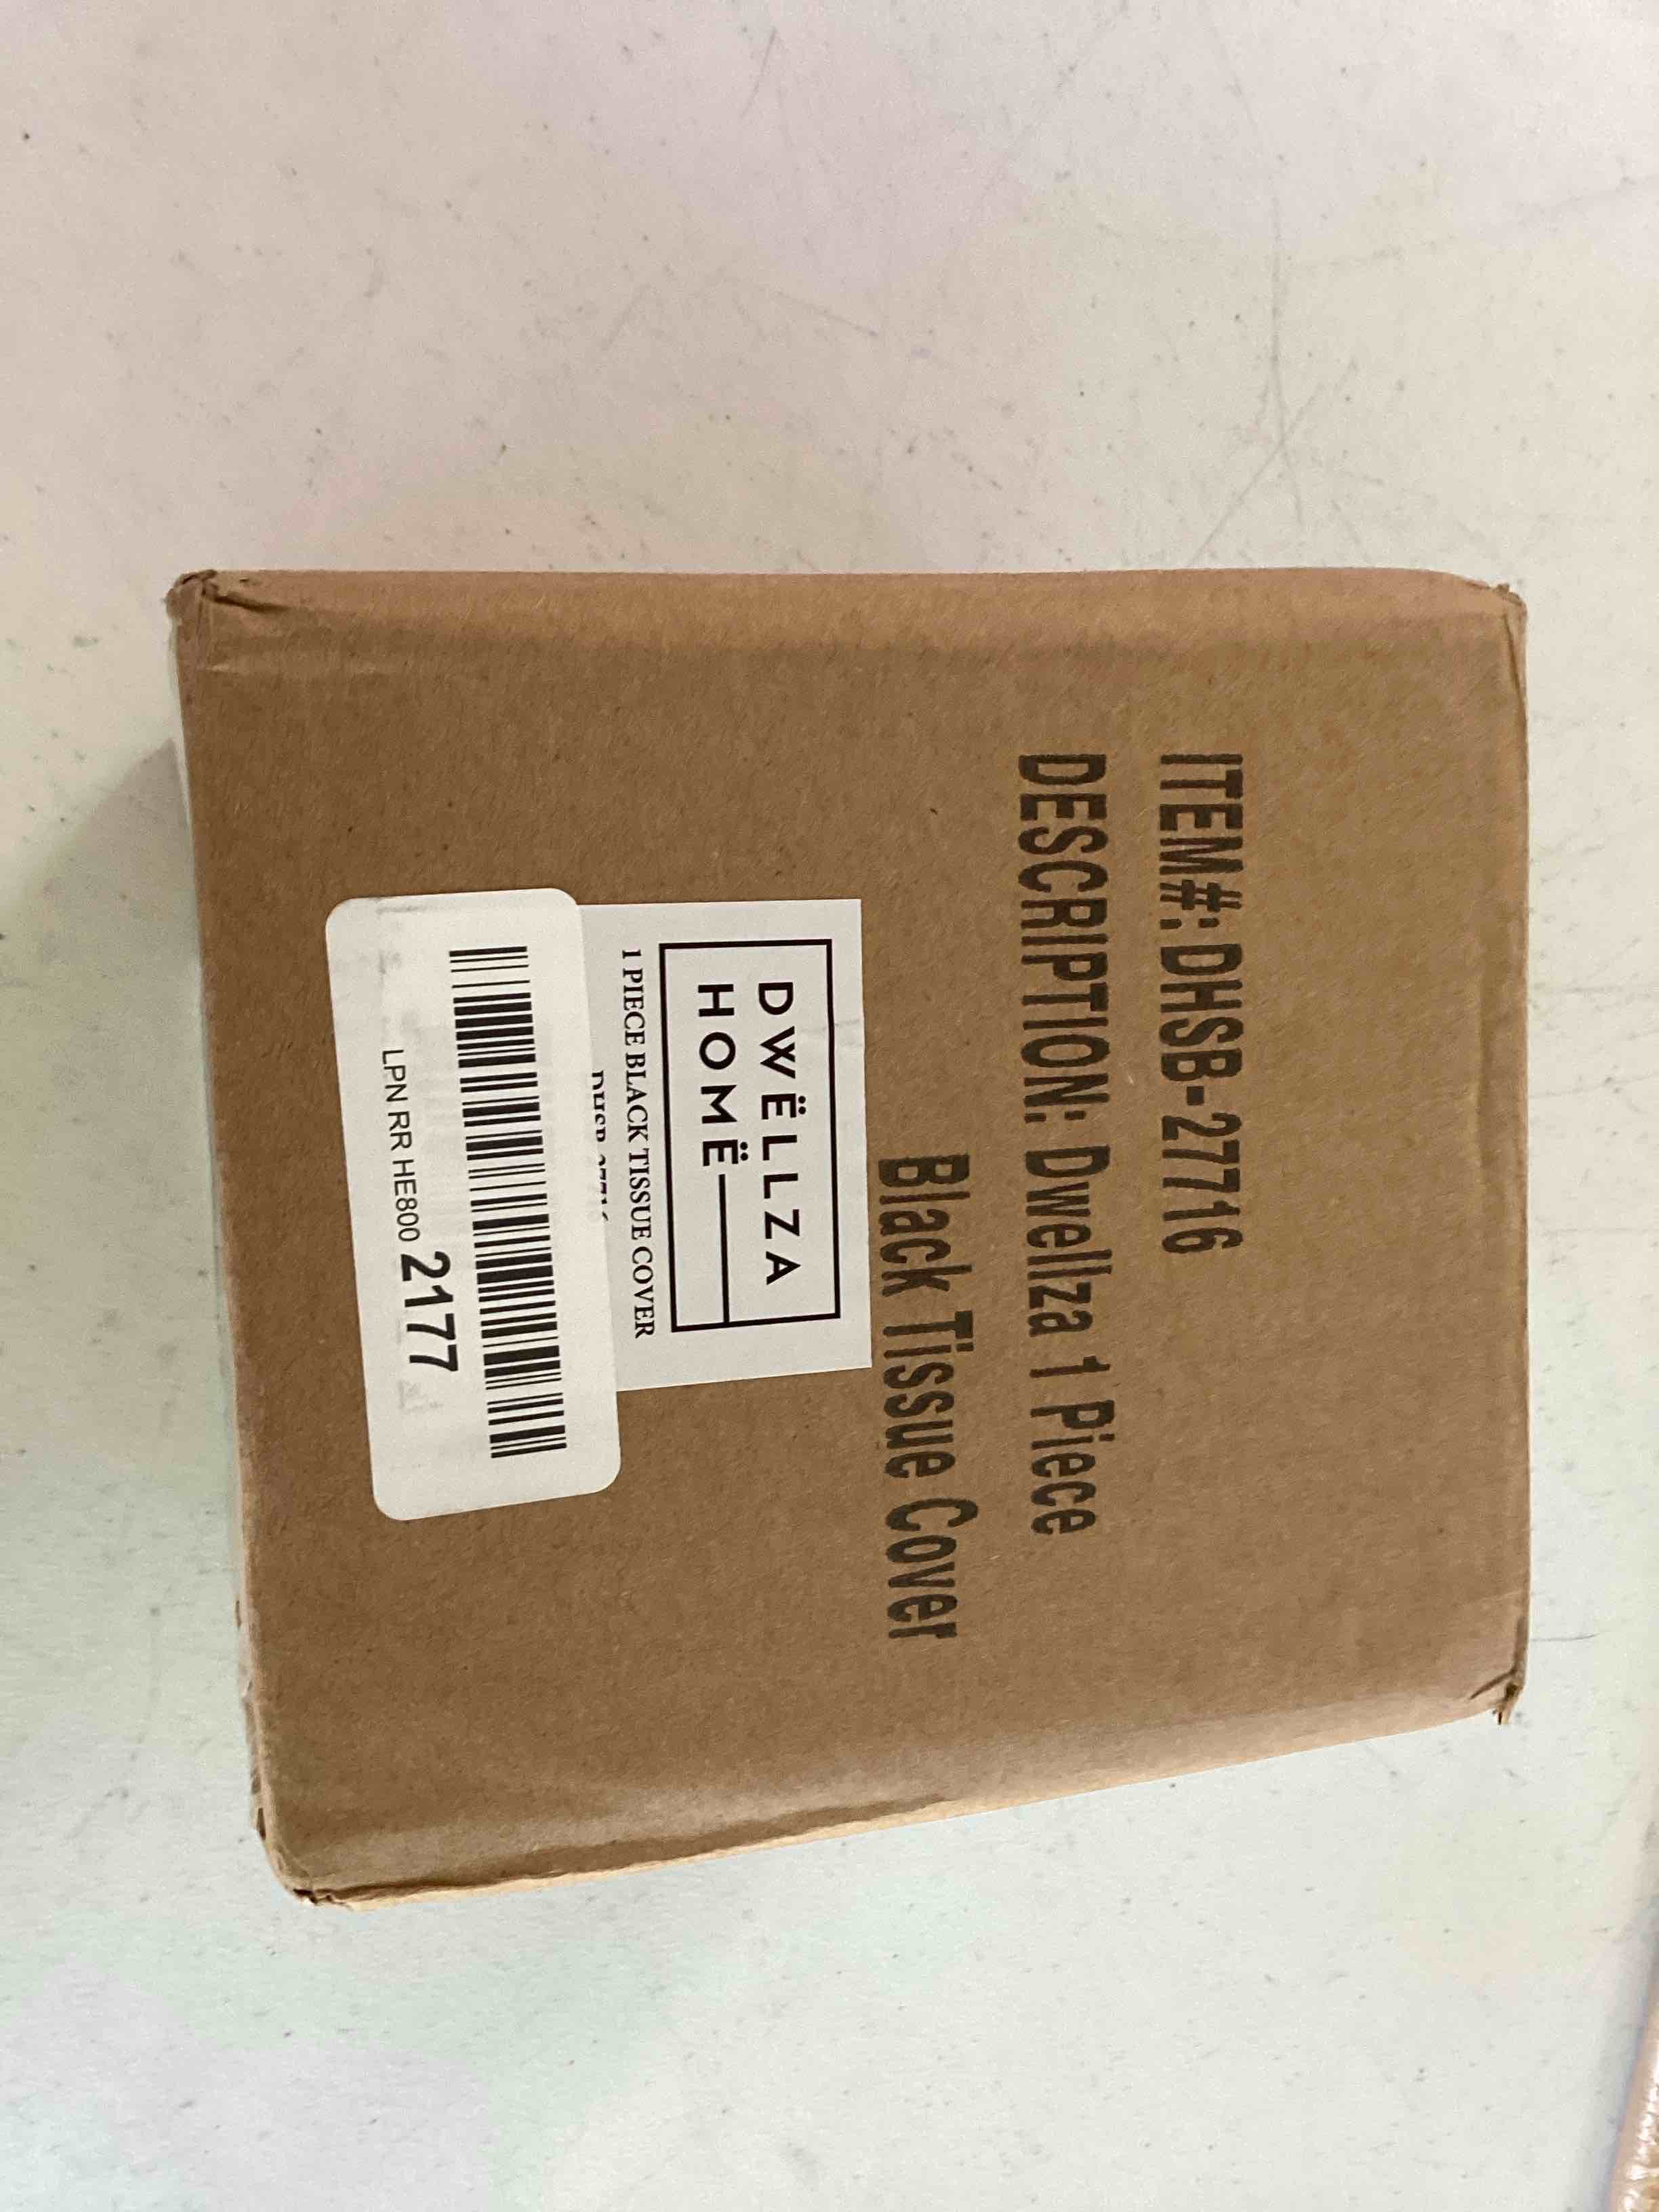 ITEM#: DHSB-27716
DESCRIPTION: Dwellza 1 Piece
Black Tissue Cover
DWËLLZA
HOMË
1 PIECE BLACK TISSUE COVER
LPN RR HE800 2177